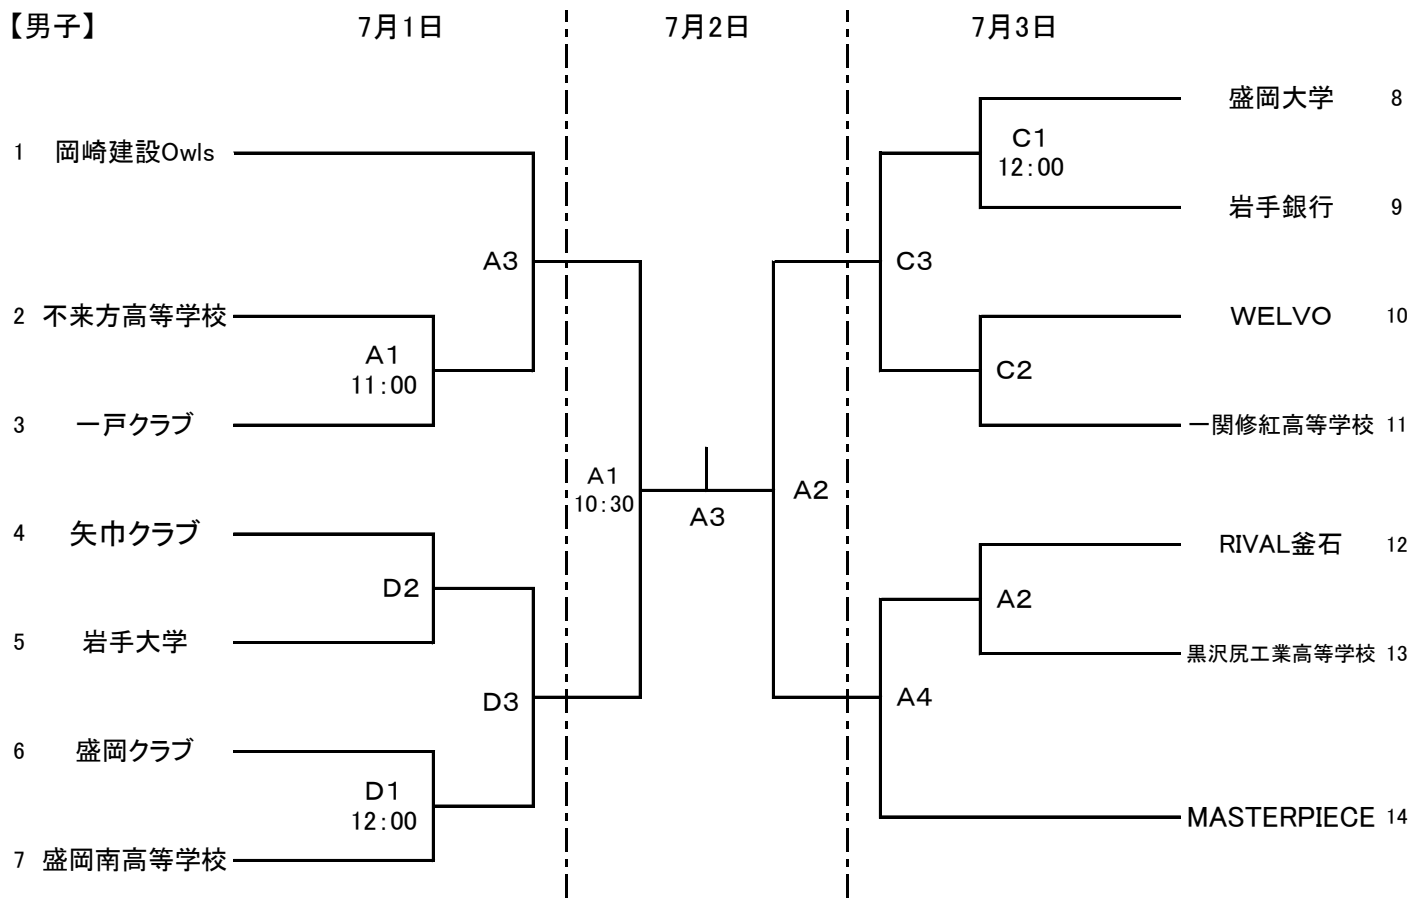 【男子】 7月1日 7月2日 7月3日
1 岡崎建設Owls
2 不来方高等学校
3 一戸クラブ
4 矢巾クラブ
5 岩手大学
6 盛岡クラブ
7 盛岡南高等学校
A1
11:00
A3
D2
D1
12:00
D3
A1
10:30
A3
A2
C3
A4
C1
12:00
C2
A2
盛岡大学 8
岩手銀行 9
WELVO 10
一関修紅高等学校 11
RIVAL釜石 12
黒沢尻工業高等学校 13
MASTERPIECE 14